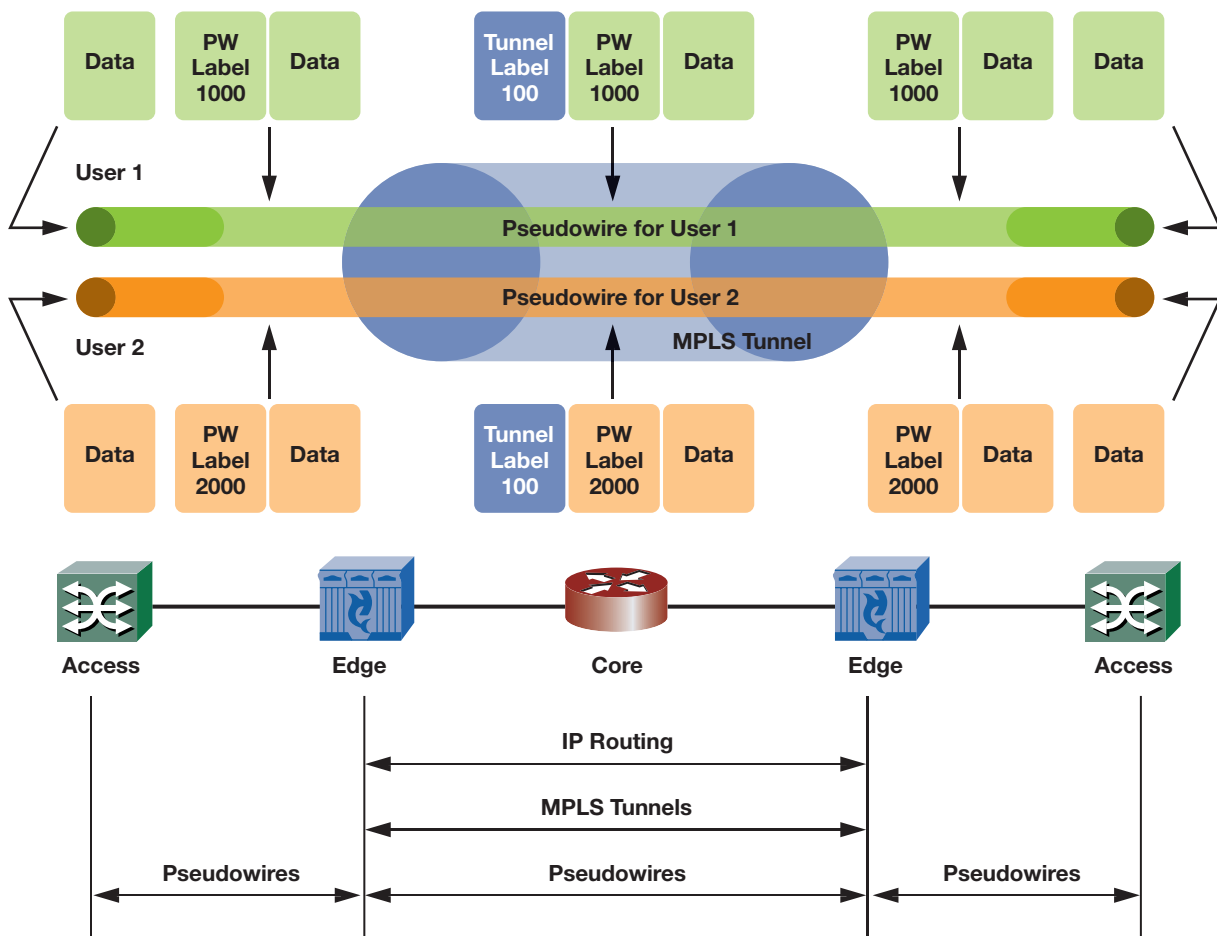 Data
PW
Label
1000
Data
Tunnel
Label
100
PW
Label
1000
Data
PW
Label
1000
Data
Data
User 1
Pseudowire for User 1
Pseudowire for User 2
User 2
MPLS Tunnel
Data
PW
Label
2000
Data
Tunnel
Label
100
PW
Label
2000
Data
PW
Label
2000
Data
Data
Access
Edge
Core
Edge
Access
IP Routing
MPLS Tunnels
Pseudowires
Pseudowires
Pseudowires